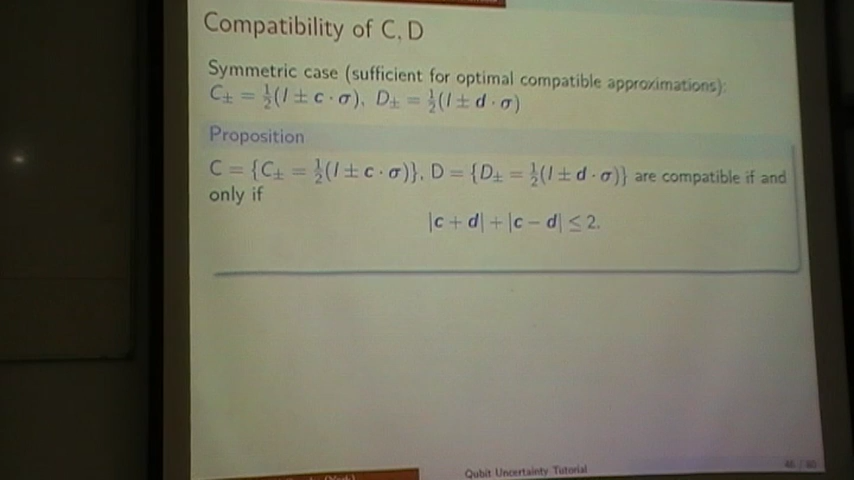 Compatibility of C, D
Symmetric case (sufficient for optimal compatible approximations):
C± = ½(I ± c · σ), D± = ½(I ± d · σ)
Proposition
C = {C± = ½(I ± c · σ)}, D = {D± = ½(I ± d · σ)} are compatible if and
only if
|c + d| + |c − d| ≤ 2.
Qubit Uncertainty Tutorial